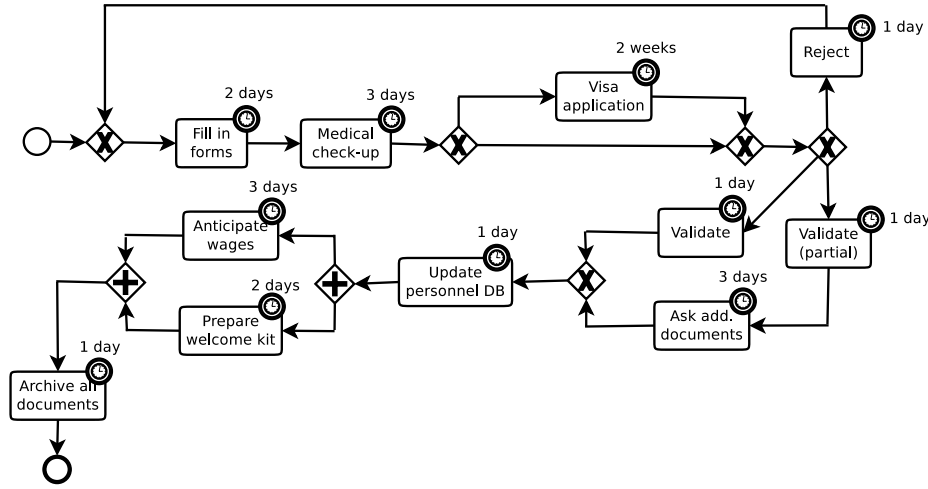 1 day
Reject
2 weeks
Visa
application
2 days
Fill in
forms
3 days
Medical
check-up
X
X
X
X
1 day
Validate
1 day
Validate
(partial)
3 days
Anticipate
wages
1 day
Update
personnel DB
X
3 days
Ask add.
documents
2 days
Prepare
welcome kit
1 day
Archive all
documents